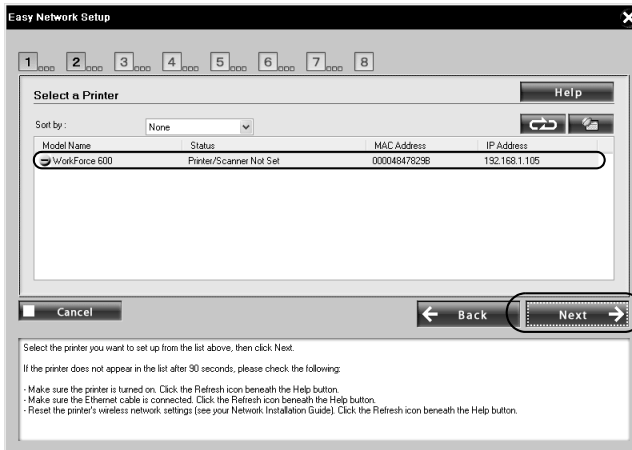 Easy Network Setup
1 2 3 4 5 6 7 8
Select a Printer
Help
Sort by :
None
Model Name Status MAC Address IP Address
WorkForce 600 Printer/Scanner Not Set 00004847829B 192.168.1.105
Cancel
Back
Next
Select the printer you want to set up from the list above, then click Next.
If the printer does not appear in the list after 90 seconds, please check the following:
- Make sure the printer is turned on. Click the Refresh icon beneath the Help button.
- Make sure the Ethernet cable is connected. Click the Refresh icon beneath the Help button.
- Reset the printer's wireless network settings (see your Network Installation Guide). Click the Refresh icon beneath the Help button.